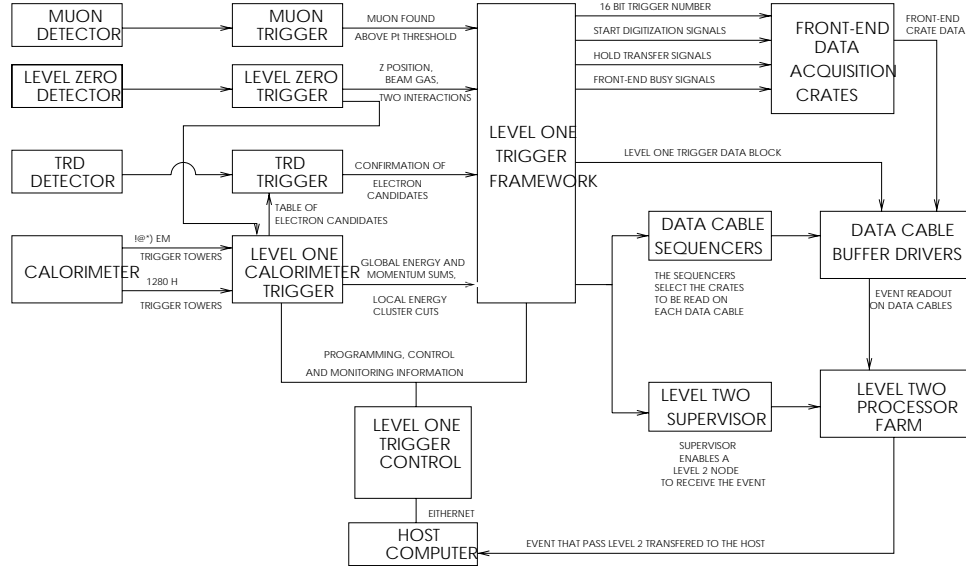 MUON
DETECTOR
MUON
TRIGGER
MUON FOUND
ABOVE Pt THRESHOLD
LEVEL ZERO
DETECTOR
LEVEL ZERO
TRIGGER
Z POSITION,
BEAM GAS,
TWO INTERACTIONS
TRD
DETECTOR
TRD
TRIGGER
CONFIRMATION OF
ELECTRON
CANDIDATES
TABLE OF
ELECTRON CANDIDATES
CALORIMETER
!@*) EM
TRIGGER TOWERS
1280 H
TRIGGER TOWERS
LEVEL ONE
CALORIMETER
TRIGGER
GLOBAL ENERGY AND
MOMENTUM SUMS,
LOCAL ENERGY
CLUSTER CUTS
LEVEL ONE
TRIGGER
FRAMEWORK
16 BIT TRIGGER NUMBER
START DIGITIZATION SIGNALS
HOLD TRANSFER SIGNALS
FRONT-END BUSY SIGNALS
FRONT-END
DATA
ACQUISITION
CRATES
FRONT-END
CRATE DATA
LEVEL ONE TRIGGER DATA BLOCK
DATA CABLE
SEQUENCERS
THE SEQUENCERS
SELECT THE CRATES
TO BE READ ON
EACH DATA CABLE
DATA CABLE
BUFFER DRIVERS
EVENT READOUT
ON DATA CABLES
PROGRAMMING, CONTROL
AND MONITORING INFORMATION
LEVEL ONE
TRIGGER
CONTROL
LEVEL TWO
SUPERVISOR
SUPERVISOR
ENABLES A
LEVEL 2 NODE
TO RECEIVE THE EVENT
LEVEL TWO
PROCESSOR
FARM
EITHERNET
HOST
COMPUTER
EVENT THAT PASS LEVEL 2 TRANSFERED TO THE HOST